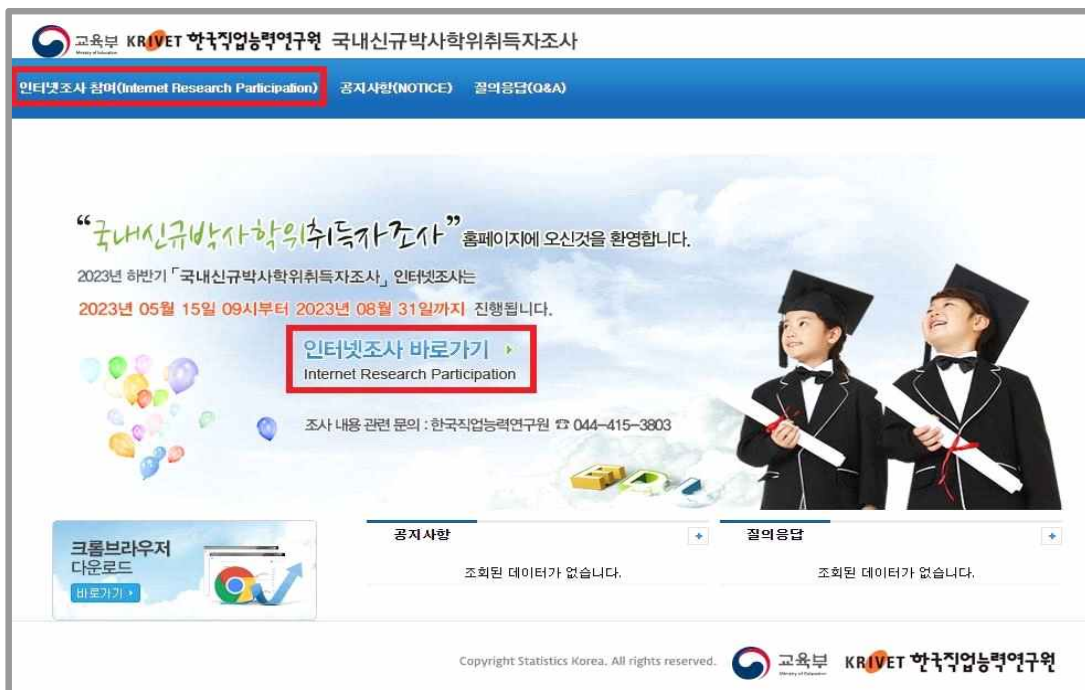 교육부 KRIVET 한국직업능력연구원 국내신규박사학위취득자조사
Ministry of Education
인터넷조사 참여(Internet Research Participation) 공지사항(NOTICE) 질의응답(Q&A)
“국내신규박사학위취득자조사” 홈페이지에 오신것을 환영합니다.
2023년 하반기 「국내신규박사학위취득자조사」 인터넷조사는
2023년 05월 15일 09시부터 2023년 08월 31일까지 진행됩니다.
인터넷조사 바로가기
Internet Research Participation
조사 내용 관련 문의 : 한국직업능력연구원 ☎ 044-415-3803
EDU
크롬브라우저
다운로드
바로가기
공지사항
조회된 데이터가 없습니다.
질의응답
조회된 데이터가 없습니다.
Copyright Statistics Korea. All rights reserved. 교육부 KRIVET 한국직업능력연구원
Ministry of Education